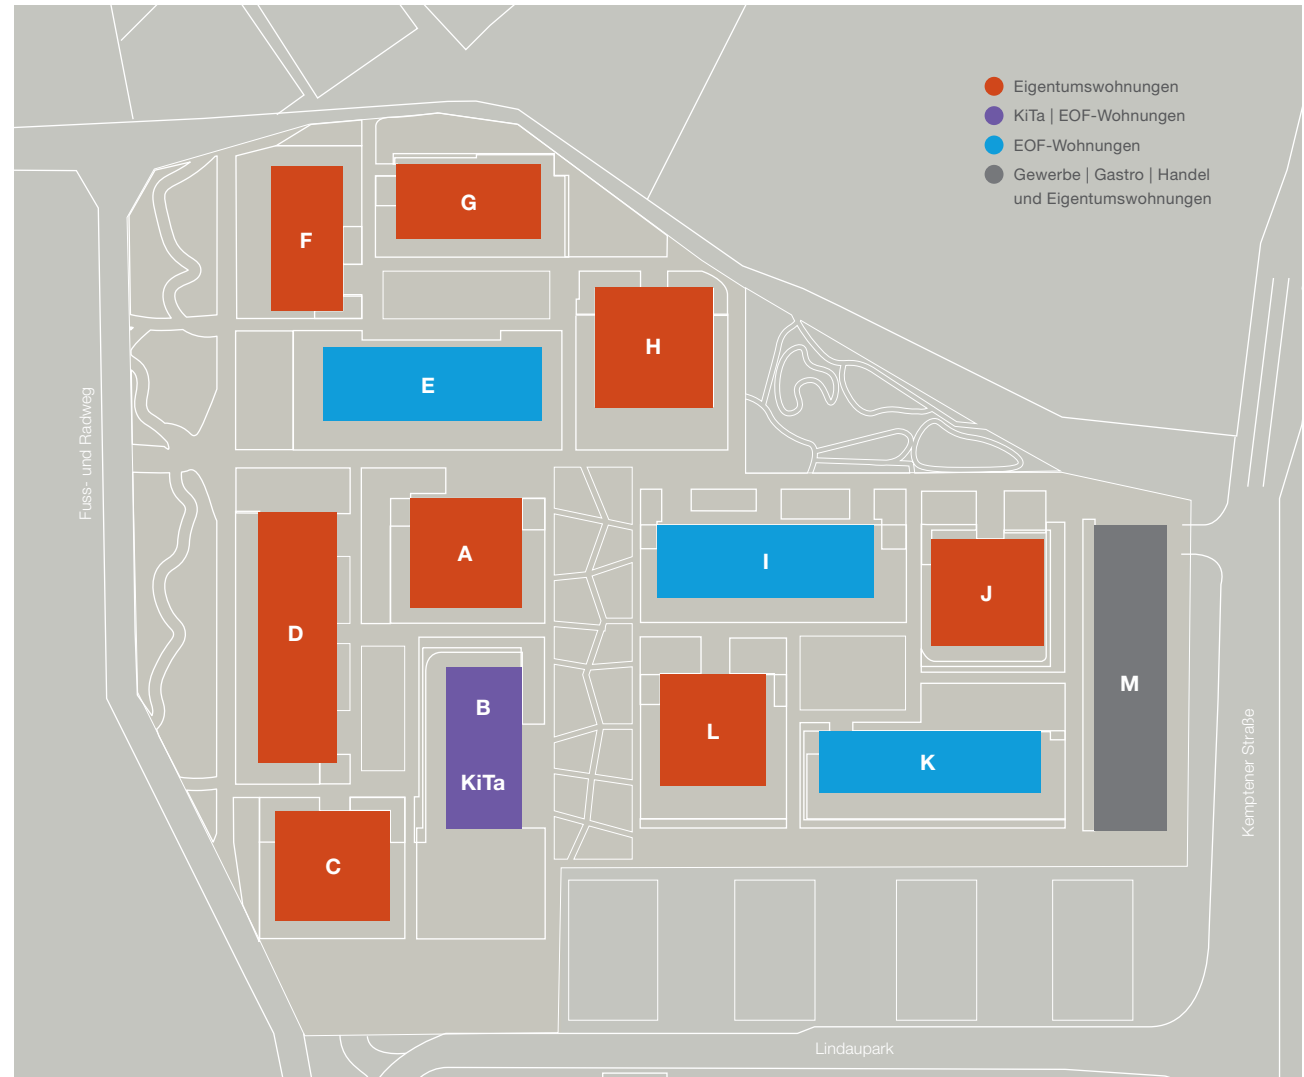 Eigentumswohnungen
KiTa | EOF-Wohnungen
EOF-Wohnungen
Gewerbe | Gastro | Handel
und Eigentumswohnungen
G
F
H
E
Fuss- und Radweg
A
I
J
D
M
B
L
K
KiTa
Kemptener Straße
C
Lindaupark